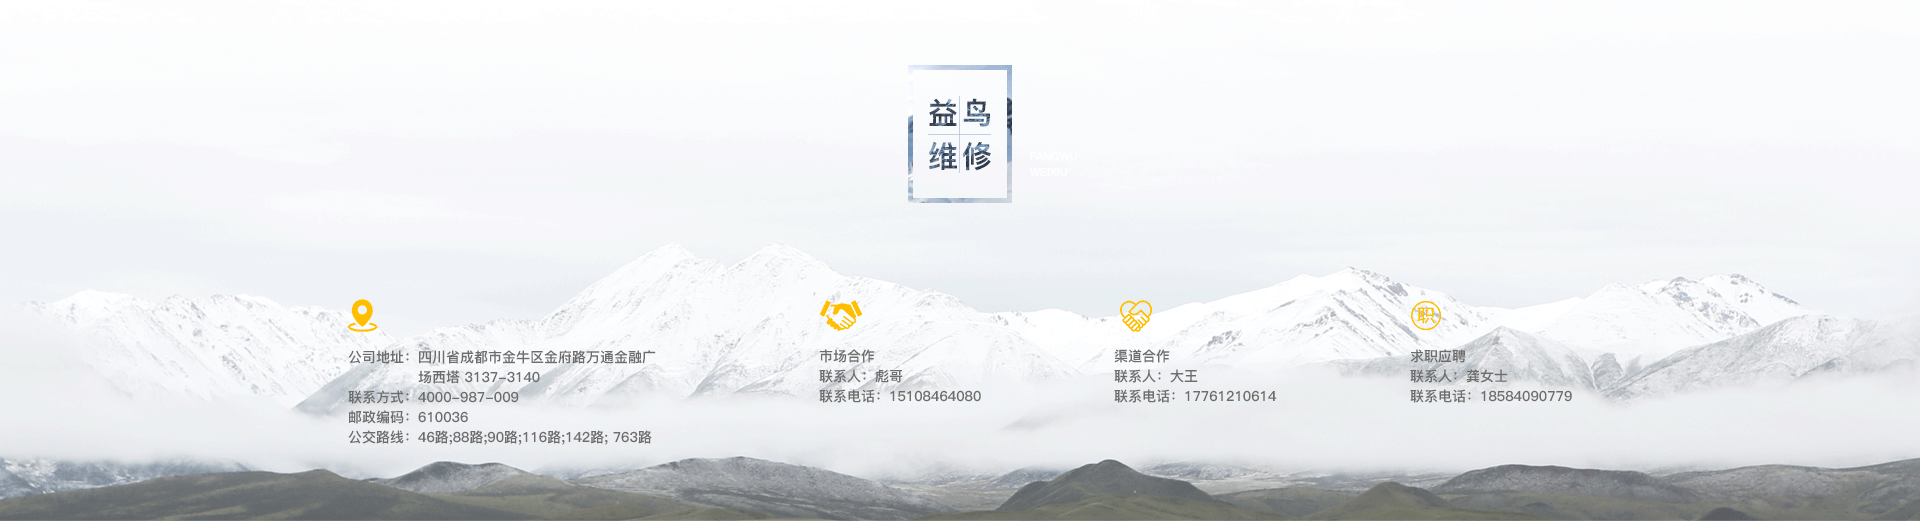 益鸟
维修
FANGWU
WEIXIU
职
公司地址：四川省成都市金牛区金府路万通金融广
场西塔 3137-3140
联系方式：4000-987-009
邮政编码：610036
公交路线：46路;88路;90路;116路;142路; 763路
市场合作
联系人：彪哥
联系电话：15108464080
渠道合作
联系人：大王
联系电话：17761210614
求职应聘
联系人：龚女士
联系电话：18584090779